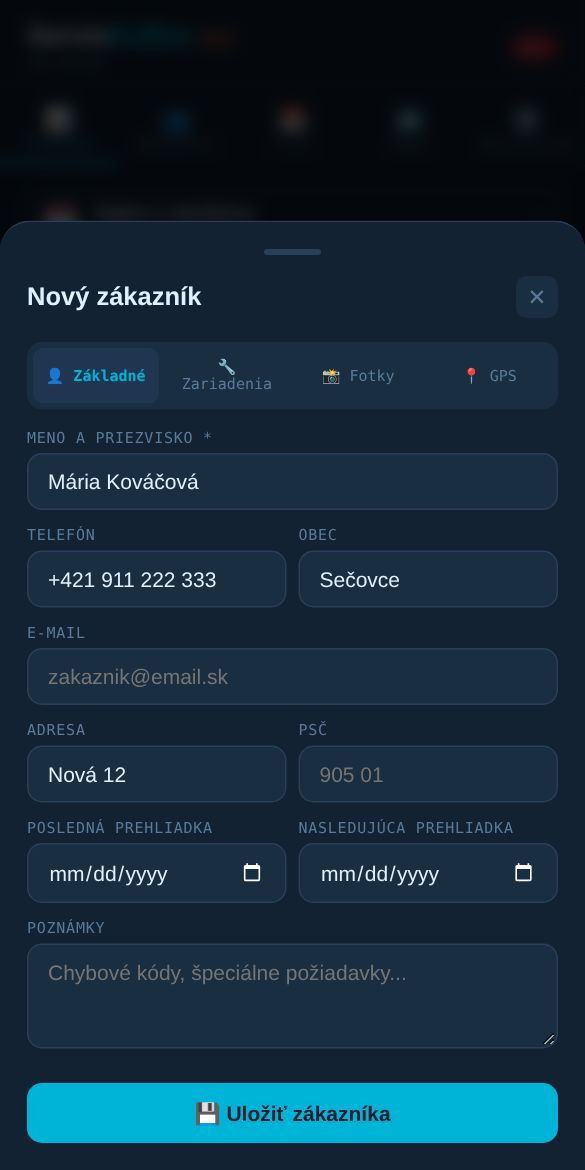 Nový zákazník
✕
👤 Základné
🔧
Zariadenia
📸 Fotky
📍 GPS
MENO A PRIEZVISKO *
Mária Kováčová
TELEFÓN
OBEC
+421 911 222 333
Sečovce
E-MAIL
zakaznik@email.sk
ADRESA
PSČ
Nová 12
905 01
POSLEDNÁ PREHLIADKA
NASLEDUJÚCA PREHLIADKA
mm/dd/yyyy
mm/dd/yyyy
POZNÁMKY
Chybové kódy, špeciálne požiadavky...
💾 Uložiť zákazníka